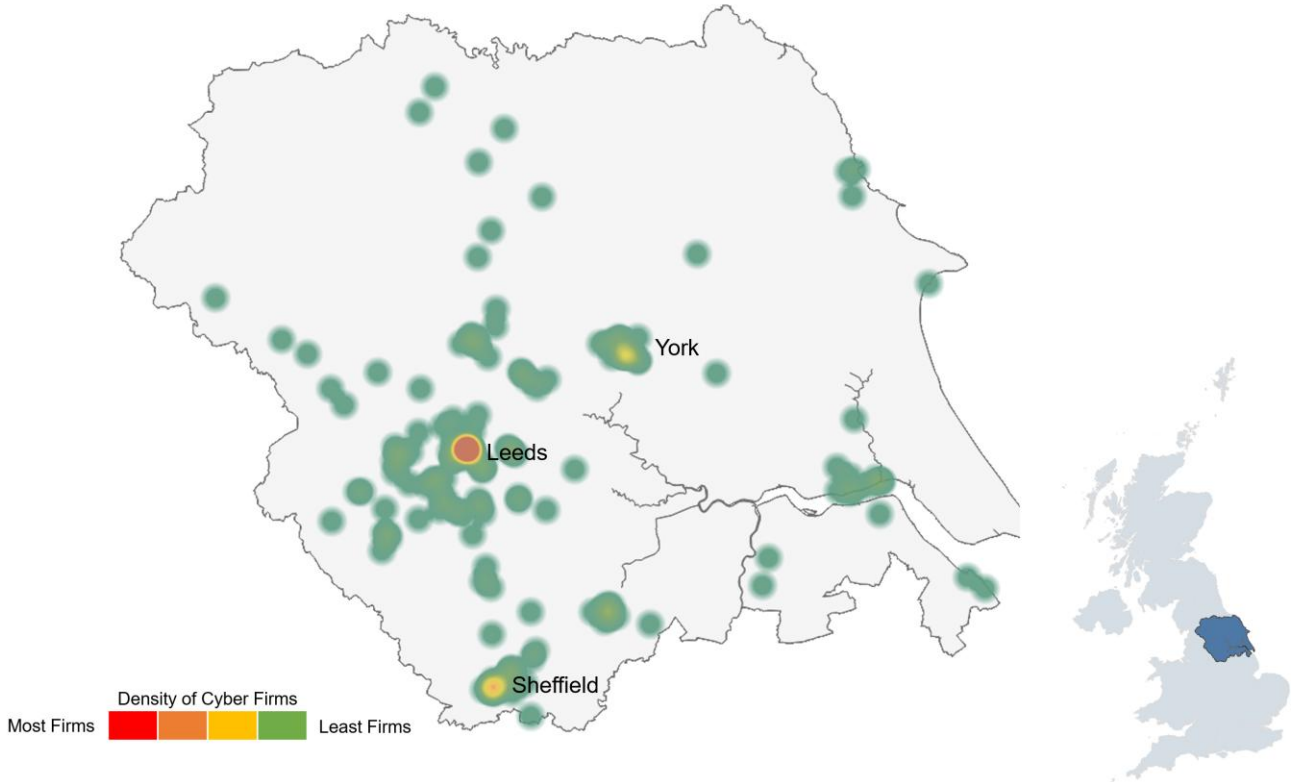 York
Leeds
Sheffield
Density of Cyber Firms
Most Firms
Least Firms